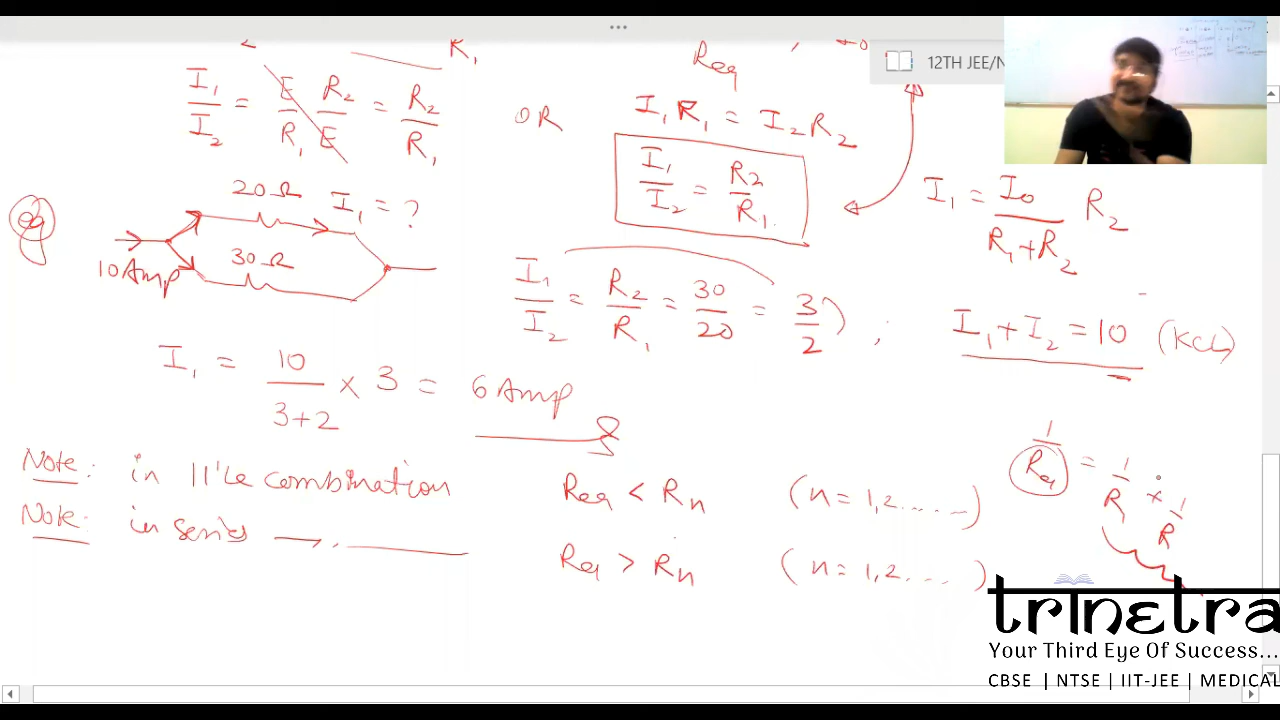 R₁
Req
12TH JEE/N
I₁/I₂ = E/R₁ R₂/E = R₂/R₁
OR
I₁R₁ = I₂R₂
I₁/I₂ = R₂/R₁
I₁ = I₀/(R₁+R₂) R₂
eg
20Ω
I₁ = ?
10 Amp
30Ω
I₁/I₂ = R₂/R₁ = 30/20 = 3/2 ;
I₁ + I₂ = 10 (KCL)
I₁ = 10/(3+2) × 3 = 6 Amp
Note: in 11'le combination Req < Rn (n = 1,2......)
1/Req = 1/R + 1/R
Note: in series Req > Rn (n = 1,2......)
trinetra
Your Third Eye Of Success...
CBSE | NTSE | IIT-JEE | MEDICAL